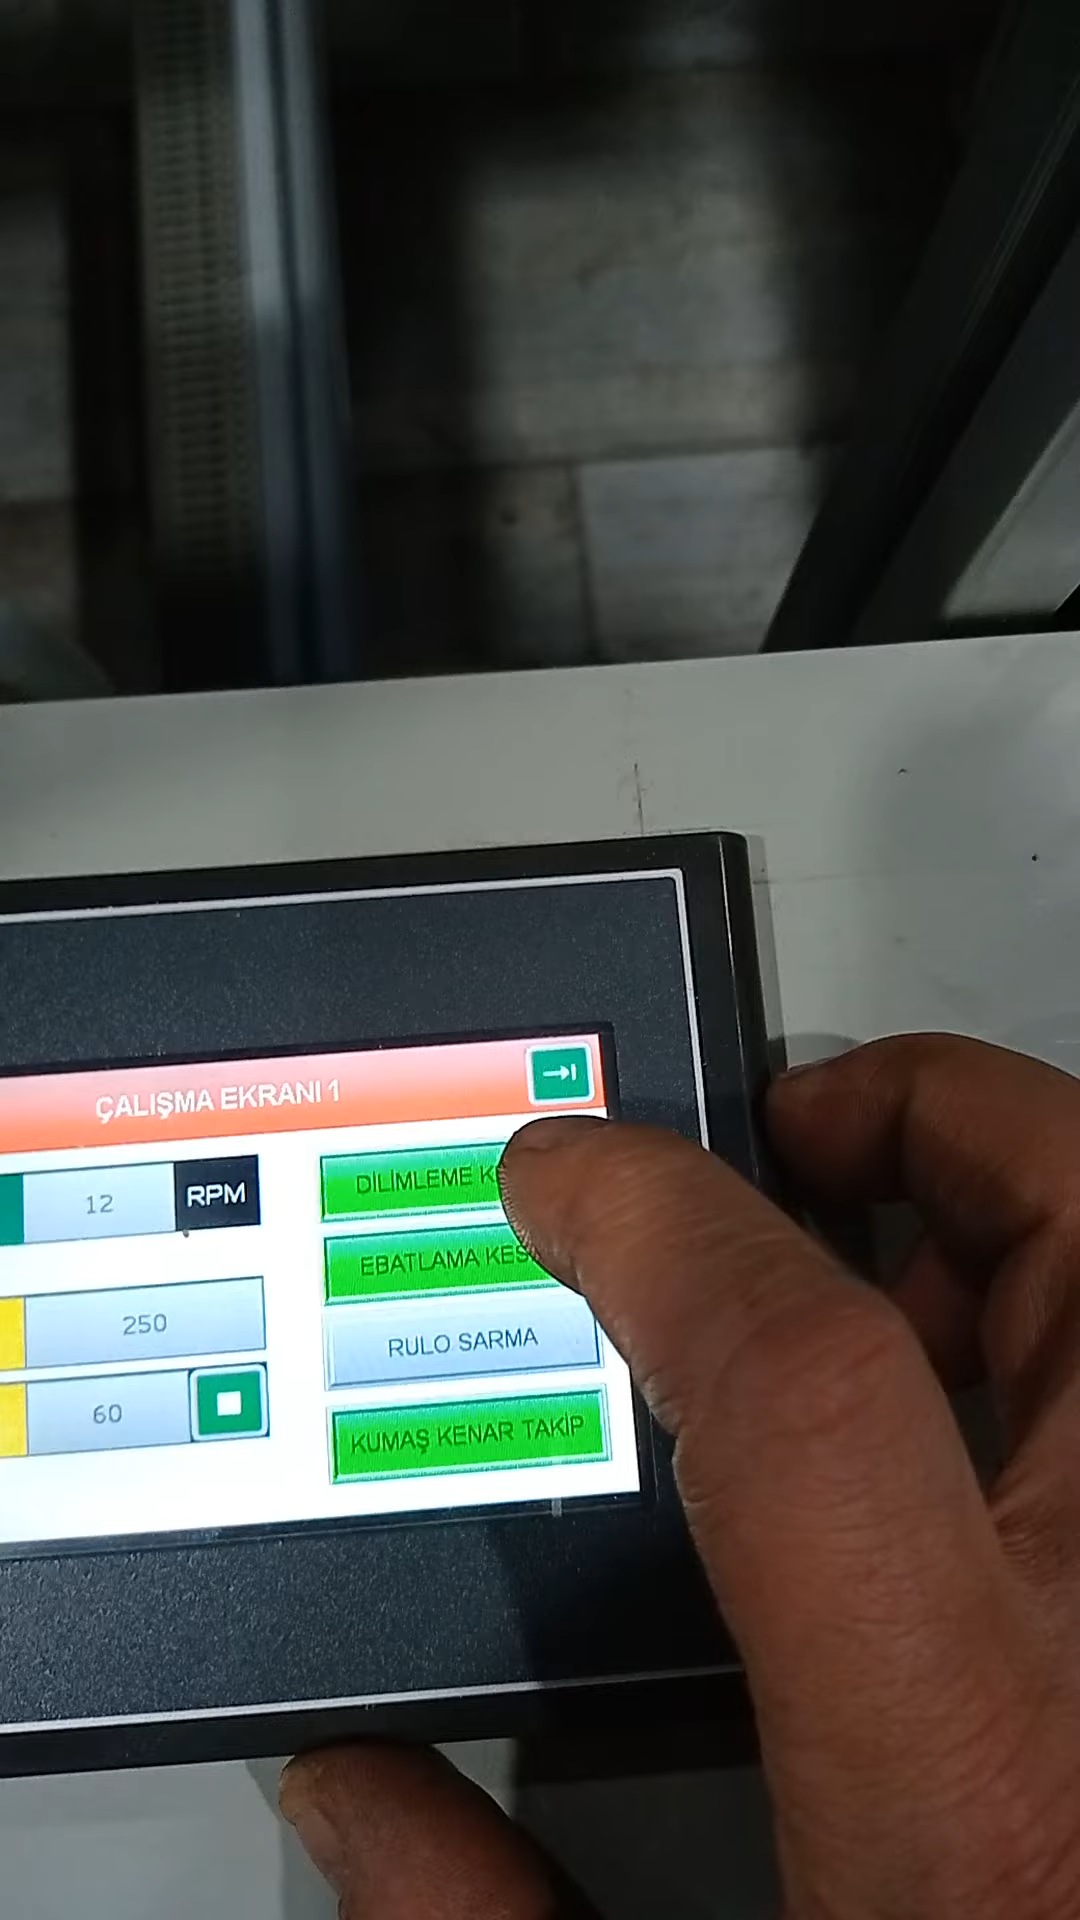 ÇALIŞMA EKRANI 1
12 RPM
250
60
DİLİMLEME
EBATLAMA
RULO SARMA
KUMAŞ KENAR TAKİP